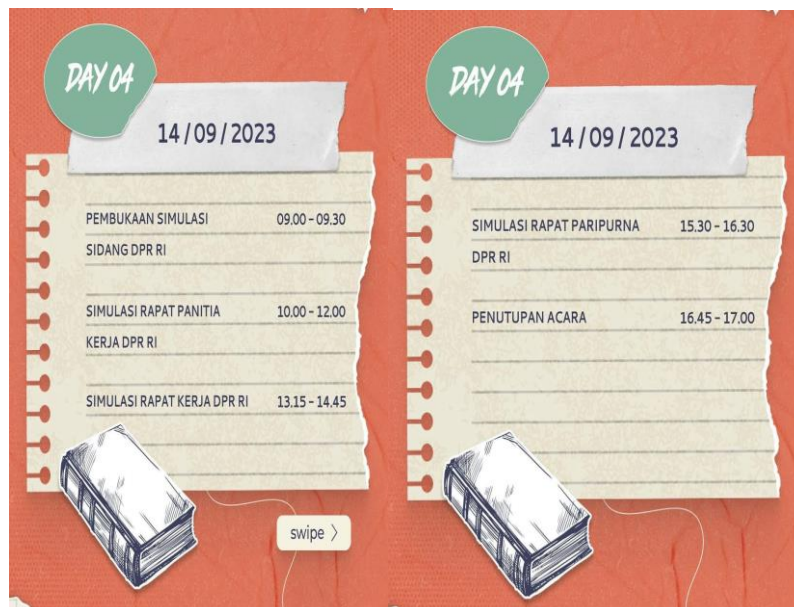 DAY 04
14 / 09 / 2023
PEMBUKAAN SIMULASI 09.00 – 09.30
SIDANG DPR RI
SIMULASI RAPAT PANITIA 10.00 – 12.00
KERJA DPR RI
SIMULASI RAPAT KERJA DPR RI 13.15 – 14.45
swipe >
DAY 04
14 / 09 / 2023
SIMULASI RAPAT PARIPURNA 15.30 – 16.30
DPR RI
PENUTUPAN ACARA 16.45 – 17.00